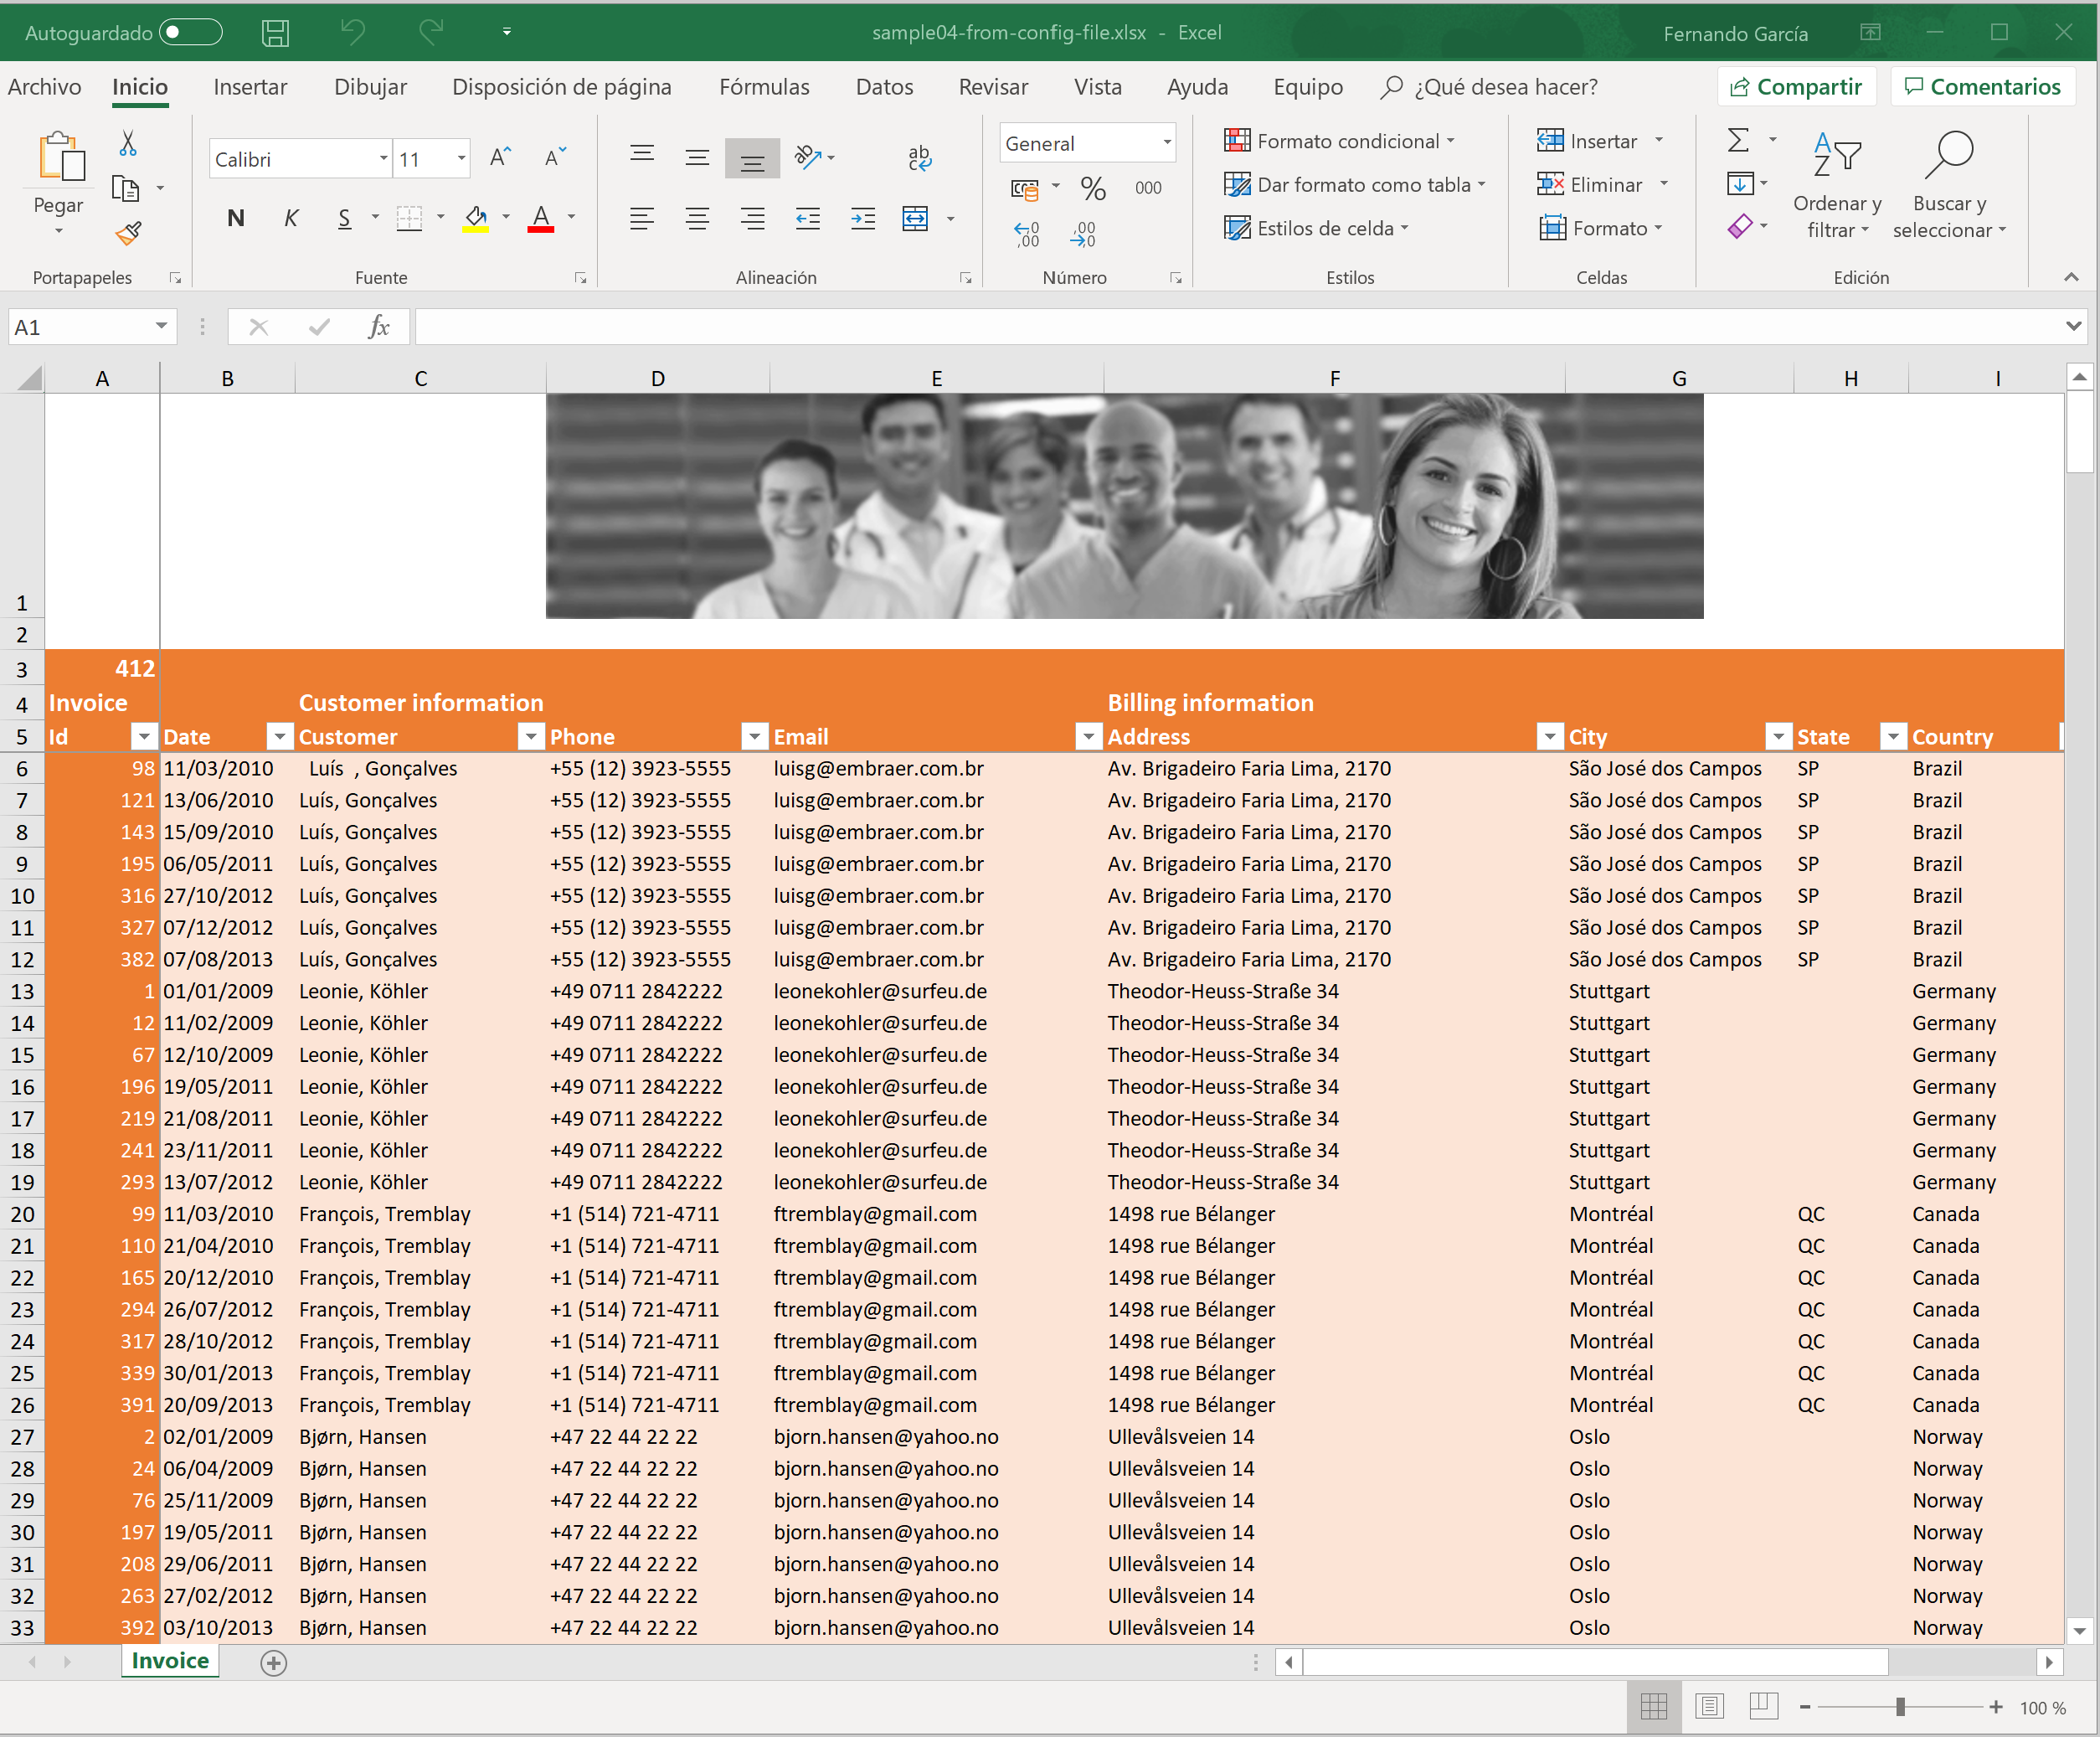 Autoguardado sample04-from-config-file.xlsx - Excel Fernando García
Archivo Inicio Insertar Dibujar Disposición de página Fórmulas Datos Revisar Vista Ayuda Equipo ¿Qué desea hacer? Compartir Comentarios
Pegar
Calibri 11
N K S A
General
% 000
Formato condicional
Dar formato como tabla
Estilos de celda
Insertar
Eliminar
Formato
Ordenar y filtrar
Buscar y seleccionar
Portapapeles Fuente Alineación Número Estilos Celdas Edición
A1 fx
A B C D E F G H I
1
2
3 412
4 Invoice Customer information Billing information
5 Id Date Customer Phone Email Address City State Country
6 98 11/03/2010 Luís , Gonçalves +55 (12) 3923-5555 luisg@embraer.com.br Av. Brigadeiro Faria Lima, 2170 São José dos Campos SP Brazil
7 121 13/06/2010 Luís, Gonçalves +55 (12) 3923-5555 luisg@embraer.com.br Av. Brigadeiro Faria Lima, 2170 São José dos Campos SP Brazil
8 143 15/09/2010 Luís, Gonçalves +55 (12) 3923-5555 luisg@embraer.com.br Av. Brigadeiro Faria Lima, 2170 São José dos Campos SP Brazil
9 195 06/05/2011 Luís, Gonçalves +55 (12) 3923-5555 luisg@embraer.com.br Av. Brigadeiro Faria Lima, 2170 São José dos Campos SP Brazil
10 316 27/10/2012 Luís, Gonçalves +55 (12) 3923-5555 luisg@embraer.com.br Av. Brigadeiro Faria Lima, 2170 São José dos Campos SP Brazil
11 327 07/12/2012 Luís, Gonçalves +55 (12) 3923-5555 luisg@embraer.com.br Av. Brigadeiro Faria Lima, 2170 São José dos Campos SP Brazil
12 382 07/08/2013 Luís, Gonçalves +55 (12) 3923-5555 luisg@embraer.com.br Av. Brigadeiro Faria Lima, 2170 São José dos Campos SP Brazil
13 1 01/01/2009 Leonie, Köhler +49 0711 2842222 leonekohler@surfeu.de Theodor-Heuss-Straße 34 Stuttgart Germany
14 12 11/02/2009 Leonie, Köhler +49 0711 2842222 leonekohler@surfeu.de Theodor-Heuss-Straße 34 Stuttgart Germany
15 67 12/10/2009 Leonie, Köhler +49 0711 2842222 leonekohler@surfeu.de Theodor-Heuss-Straße 34 Stuttgart Germany
16 196 19/05/2011 Leonie, Köhler +49 0711 2842222 leonekohler@surfeu.de Theodor-Heuss-Straße 34 Stuttgart Germany
17 219 21/08/2011 Leonie, Köhler +49 0711 2842222 leonekohler@surfeu.de Theodor-Heuss-Straße 34 Stuttgart Germany
18 241 23/11/2011 Leonie, Köhler +49 0711 2842222 leonekohler@surfeu.de Theodor-Heuss-Straße 34 Stuttgart Germany
19 293 13/07/2012 Leonie, Köhler +49 0711 2842222 leonekohler@surfeu.de Theodor-Heuss-Straße 34 Stuttgart Germany
20 99 11/03/2010 François, Tremblay +1 (514) 721-4711 ftremblay@gmail.com 1498 rue Bélanger Montréal QC Canada
21 110 21/04/2010 François, Tremblay +1 (514) 721-4711 ftremblay@gmail.com 1498 rue Bélanger Montréal QC Canada
22 165 20/12/2010 François, Tremblay +1 (514) 721-4711 ftremblay@gmail.com 1498 rue Bélanger Montréal QC Canada
23 294 26/07/2012 François, Tremblay +1 (514) 721-4711 ftremblay@gmail.com 1498 rue Bélanger Montréal QC Canada
24 317 28/10/2012 François, Tremblay +1 (514) 721-4711 ftremblay@gmail.com 1498 rue Bélanger Montréal QC Canada
25 339 30/01/2013 François, Tremblay +1 (514) 721-4711 ftremblay@gmail.com 1498 rue Bélanger Montréal QC Canada
26 391 20/09/2013 François, Tremblay +1 (514) 721-4711 ftremblay@gmail.com 1498 rue Bélanger Montréal QC Canada
27 2 02/01/2009 Bjørn, Hansen +47 22 44 22 22 bjorn.hansen@yahoo.no Ullevålsveien 14 Oslo Norway
28 24 06/04/2009 Bjørn, Hansen +47 22 44 22 22 bjorn.hansen@yahoo.no Ullevålsveien 14 Oslo Norway
29 76 25/11/2009 Bjørn, Hansen +47 22 44 22 22 bjorn.hansen@yahoo.no Ullevålsveien 14 Oslo Norway
30 197 19/05/2011 Bjørn, Hansen +47 22 44 22 22 bjorn.hansen@yahoo.no Ullevålsveien 14 Oslo Norway
31 208 29/06/2011 Bjørn, Hansen +47 22 44 22 22 bjorn.hansen@yahoo.no Ullevålsveien 14 Oslo Norway
32 263 27/02/2012 Bjørn, Hansen +47 22 44 22 22 bjorn.hansen@yahoo.no Ullevålsveien 14 Oslo Norway
33 392 03/10/2013 Bjørn, Hansen +47 22 44 22 22 bjorn.hansen@yahoo.no Ullevålsveien 14 Oslo Norway
Invoice
100 %